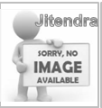 Jitendra
SORRY, NO
IMAGE
AVAILABLE